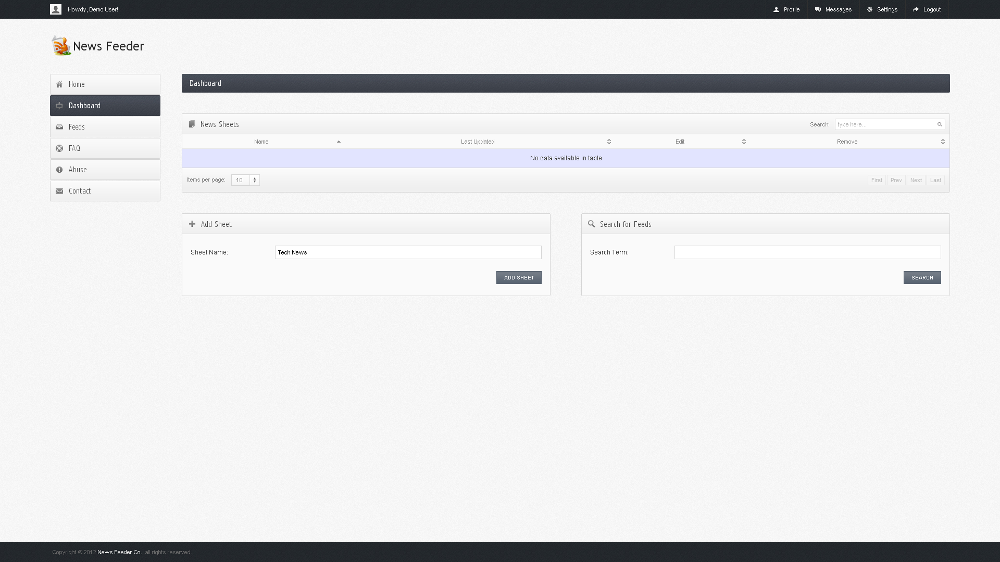 Howdy, Demo User!
Profile
Messages
Settings
Logout
News Feeder
Home
Dashboard
Feeds
FAQ
Abuse
Contact
Dashboard
News Sheets
Search:
type here...
Name
Last Updated
Edit
Remove
No data available in table
Items per page:
10
First
Prev
Next
Last
Add Sheet
Sheet Name:
Tech News
ADD SHEET
Search for Feeds
Search Term:
SEARCH
Copyright © 2012 News Feeder Co., all rights reserved.